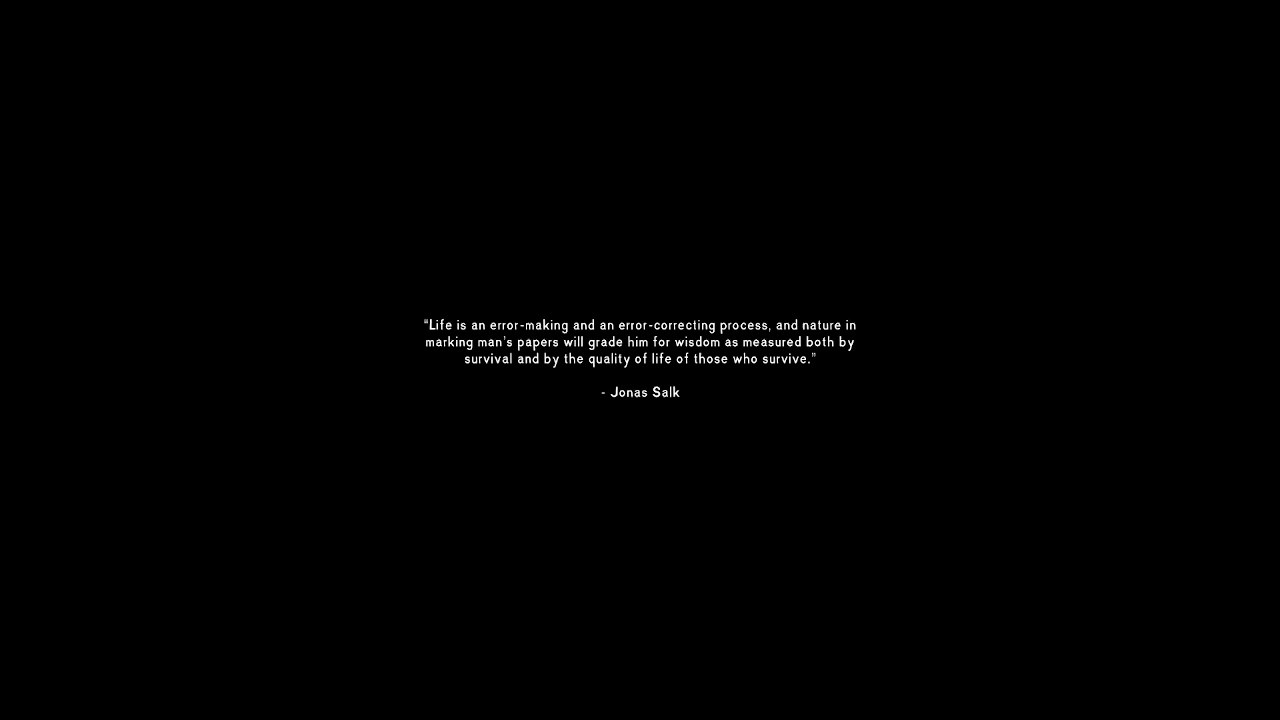 “Life is an error-making and an error-correcting process, and nature in
marking man’s papers will grade him for wisdom as measured both by
survival and by the quality of life of those who survive.”
- Jonas Salk